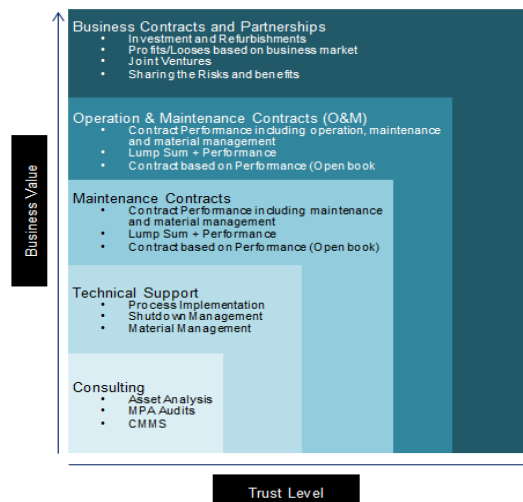 Business Contracts and Partnerships
• Investment and Refurbishments
• Profits/Looses based on business market
• Joint Ventures
• Sharing the Risks and benefits
Operation & Maintenance Contracts (O&M)
• Contract Performance including operation, maintenance
and material management
• Lump Sum + Performance
• Contract based on Performance (Open book
Maintenance Contracts
• Contract Performance including maintenance
and material management
• Lump Sum + Performance
• Contract based on Performance (Open book)
Technical Support
• Process Implementation
• Shutdown Management
• Material Management
Consulting
• Asset Analysis
• MPA Audits
• CMMS
Business Value
Trust Level